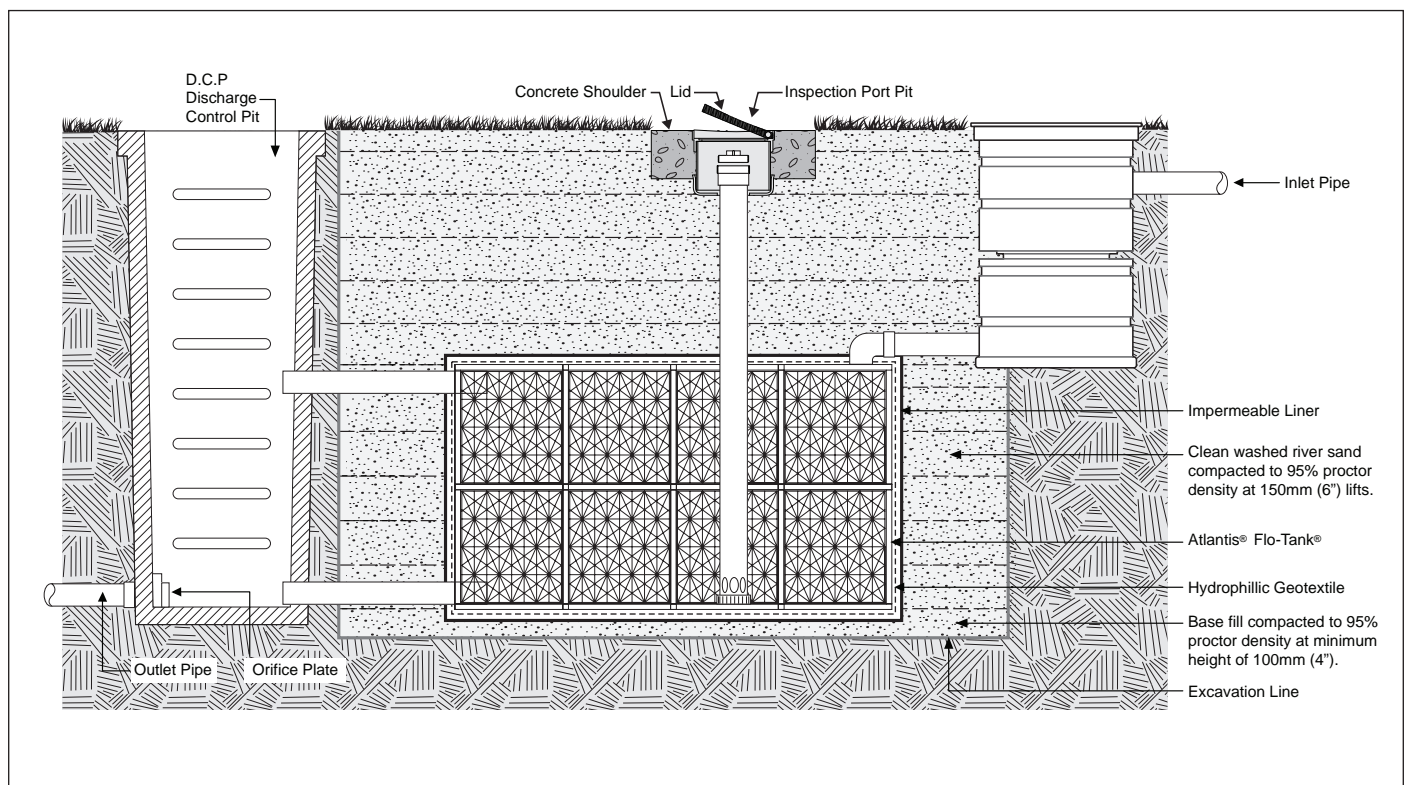 D.C.P
Discharge
Control Pit
Concrete Shoulder
Lid
Inspection Port Pit
Inlet Pipe
Impermeable Liner
Clean washed river sand
compacted to 95% proctor
density at 150mm (6”) lifts.
Atlantis® Flo-Tank®
Hydrophillic Geotextile
Base fill compacted to 95%
proctor density at minimum
height of 100mm (4”).
Excavation Line
Outlet Pipe
Orifice Plate